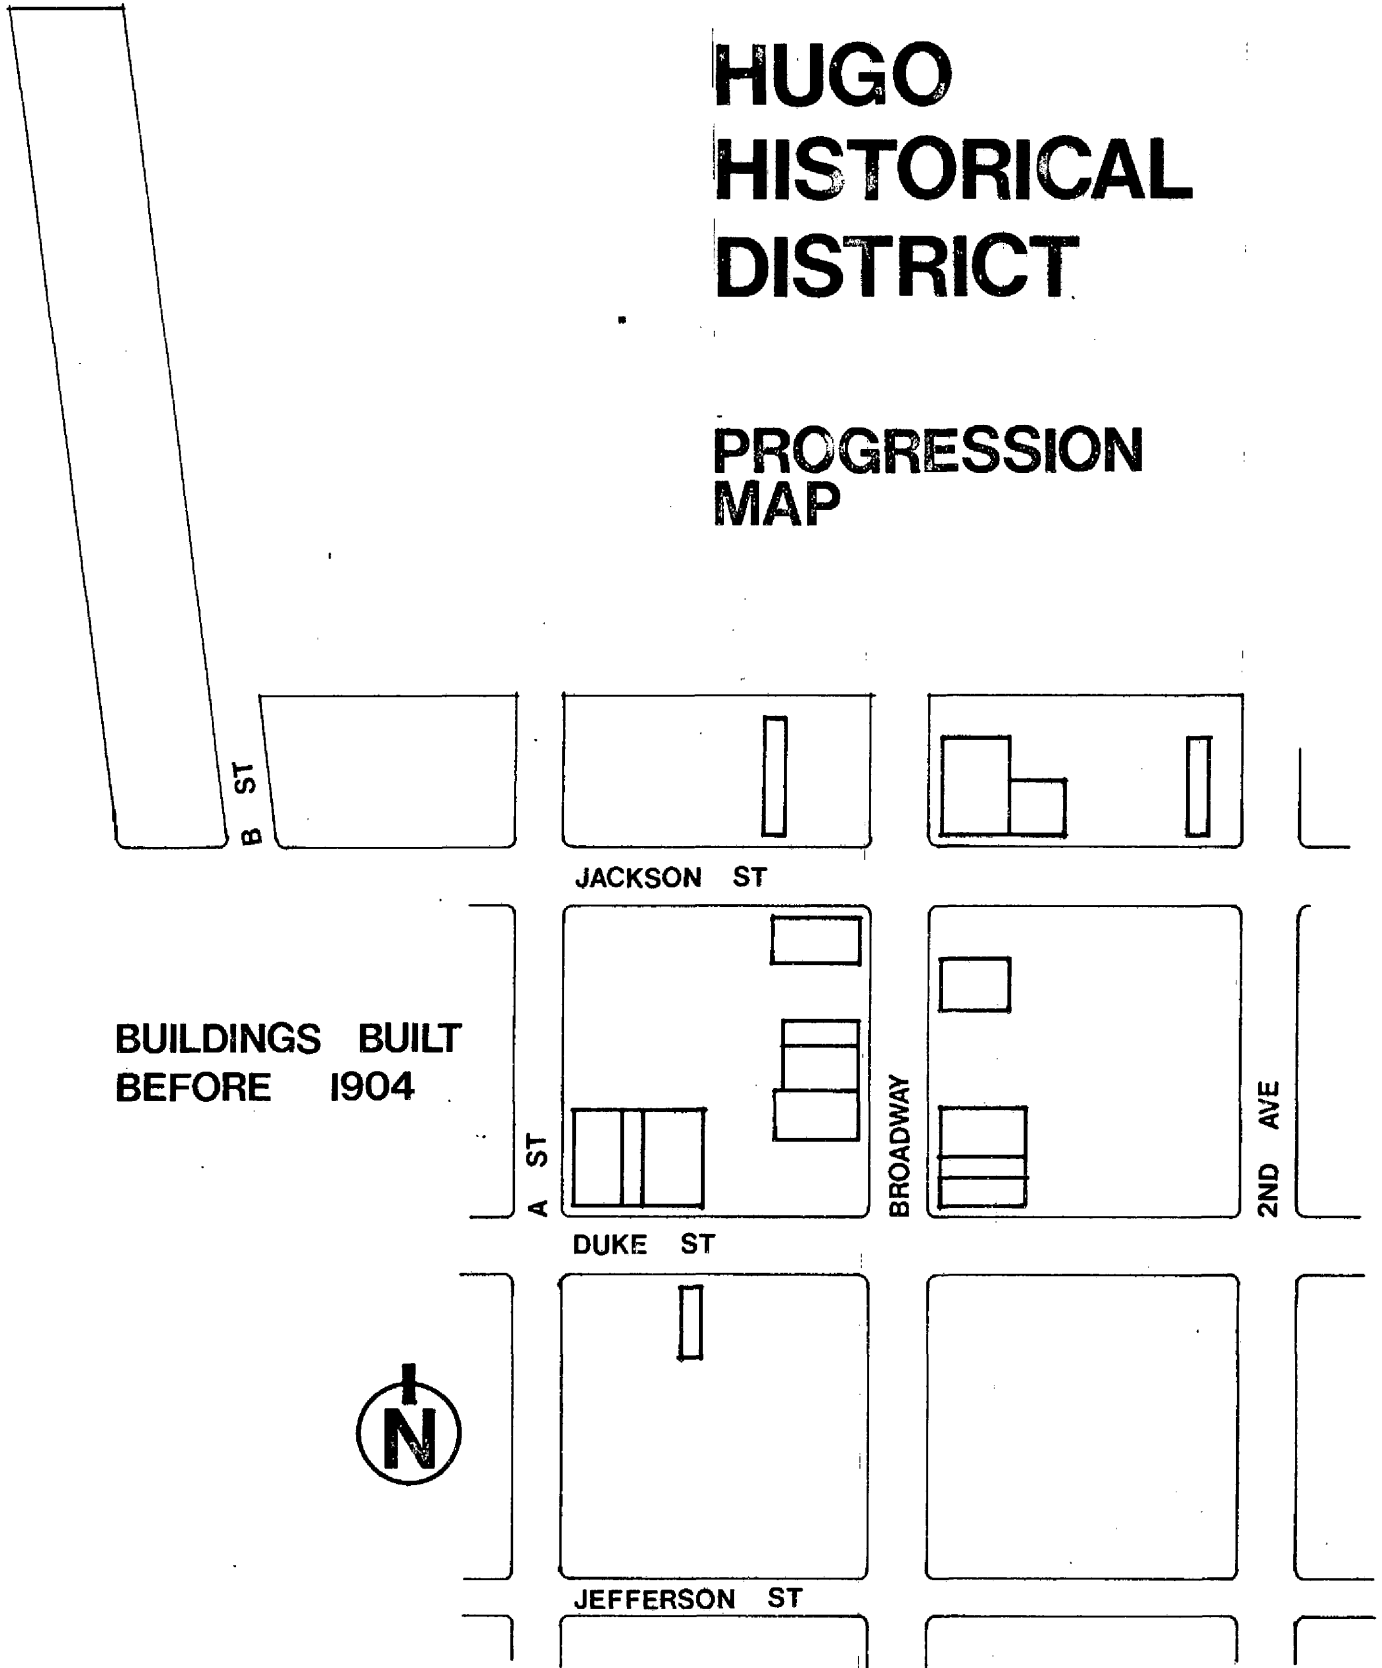 HUGO
HISTORICAL
DISTRICT
PROGRESSION
MAP
B ST
JACKSON ST
BUILDINGS BUILT
BEFORE 1904
A ST
BROADWAY
2ND AVE
DUKE ST
N
JEFFERSON ST